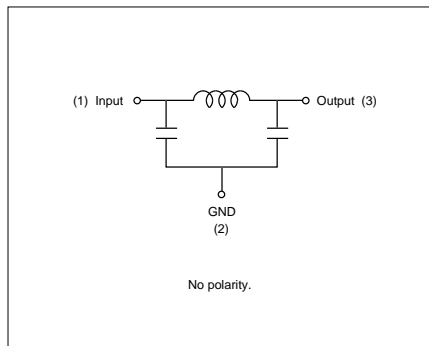 (1) Input
Output (3)
GND
(2)
No polarity.